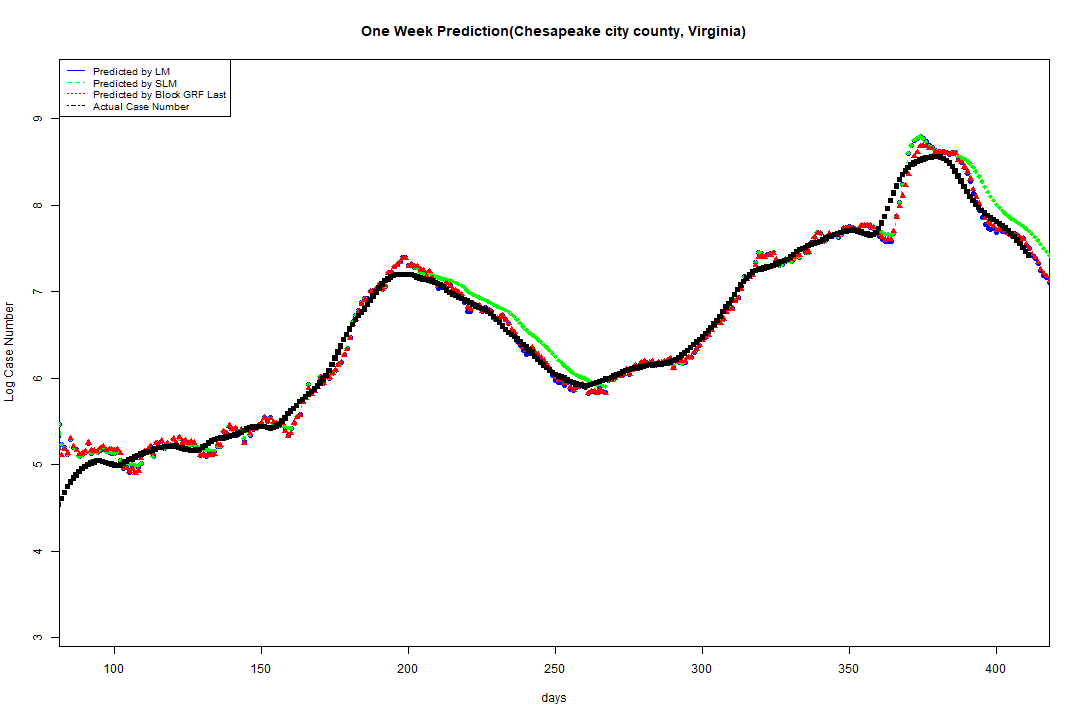 One Week Prediction(Chesapeake city county, Virginia)
Predicted by LM
Predicted by SLM
Predicted by Block GRF Last
Actual Case Number
Log Case Number
9
8
7
6
5
4
3
100 150 200 250 300 350 400
days